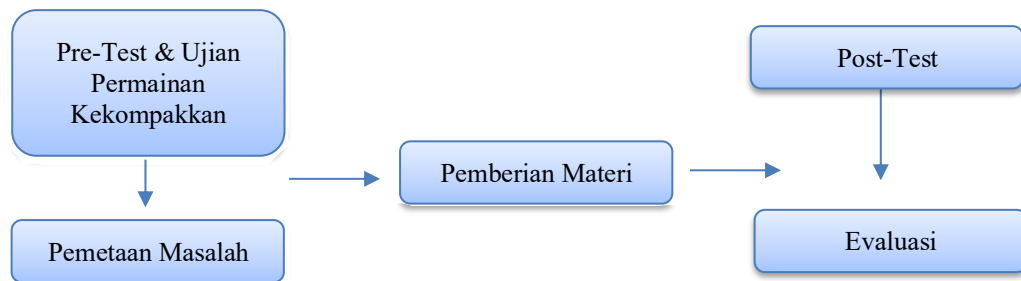 Pre-Test & Ujian
Permainan
Kekompakkan
Pemetaan Masalah
Pemberian Materi
Post-Test
Evaluasi